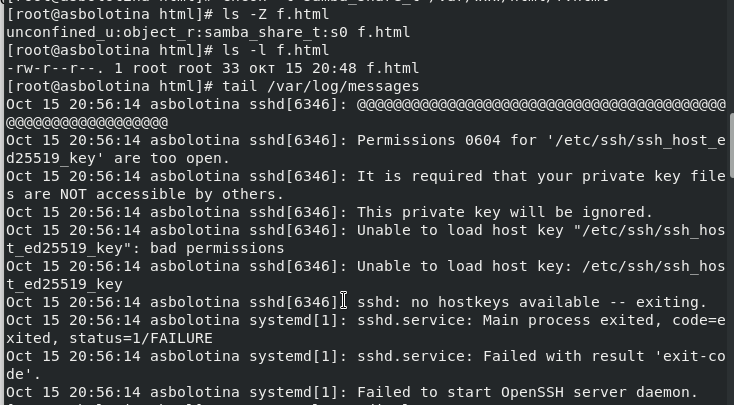 [root@asbolotina html]# ls -Z f.html
unconfined_u:object_r:samba_share_t:s0 f.html
[root@asbolotina html]# ls -l f.html
-rw-r--r--. 1 root root 33 окт 15 20:48 f.html
[root@asbolotina html]# tail /var/log/messages
Oct 15 20:56:14 asbolotina sshd[6346]: @@@@@@@@@@@@@@@@@@@@@@@@@@@@@@@@@@@@@@@@@
@@@@@@@@@@@@@@@@@@
Oct 15 20:56:14 asbolotina sshd[6346]: Permissions 0604 for '/etc/ssh/ssh_host_e
d25519_key' are too open.
Oct 15 20:56:14 asbolotina sshd[6346]: It is required that your private key file
s are NOT accessible by others.
Oct 15 20:56:14 asbolotina sshd[6346]: This private key will be ignored.
Oct 15 20:56:14 asbolotina sshd[6346]: Unable to load host key "/etc/ssh/ssh_hos
t_ed25519_key": bad permissions
Oct 15 20:56:14 asbolotina sshd[6346]: Unable to load host key: /etc/ssh/ssh_hos
t_ed25519_key
Oct 15 20:56:14 asbolotina sshd[6346]: sshd: no hostkeys available -- exiting.
Oct 15 20:56:14 asbolotina systemd[1]: sshd.service: Main process exited, code=e
xited, status=1/FAILURE
Oct 15 20:56:14 asbolotina systemd[1]: sshd.service: Failed with result 'exit-co
de'.
Oct 15 20:56:14 asbolotina systemd[1]: Failed to start OpenSSH server daemon.